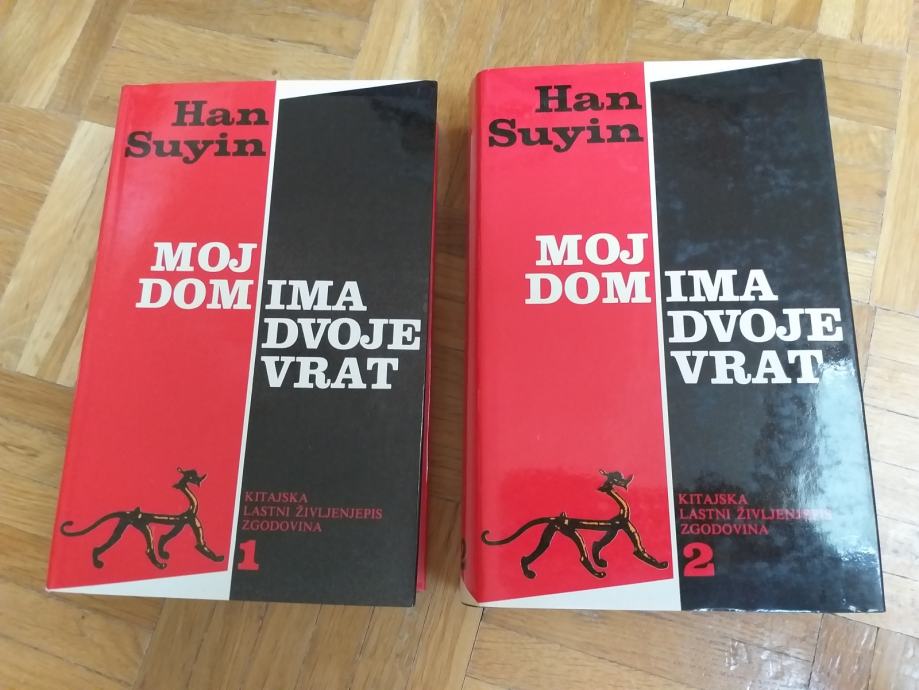 Han
Suyin
MOJ
DOM IMA
DVOJE
VRAT
KITAJSKA
LASTNI ŽIVLJENJEPIS
ZGODOVINA
1
Han
Suyin
MOJ
DOM IMA
DVOJE
VRAT
KITAJSKA
LASTNI ŽIVLJENJEPIS
ZGODOVINA
2